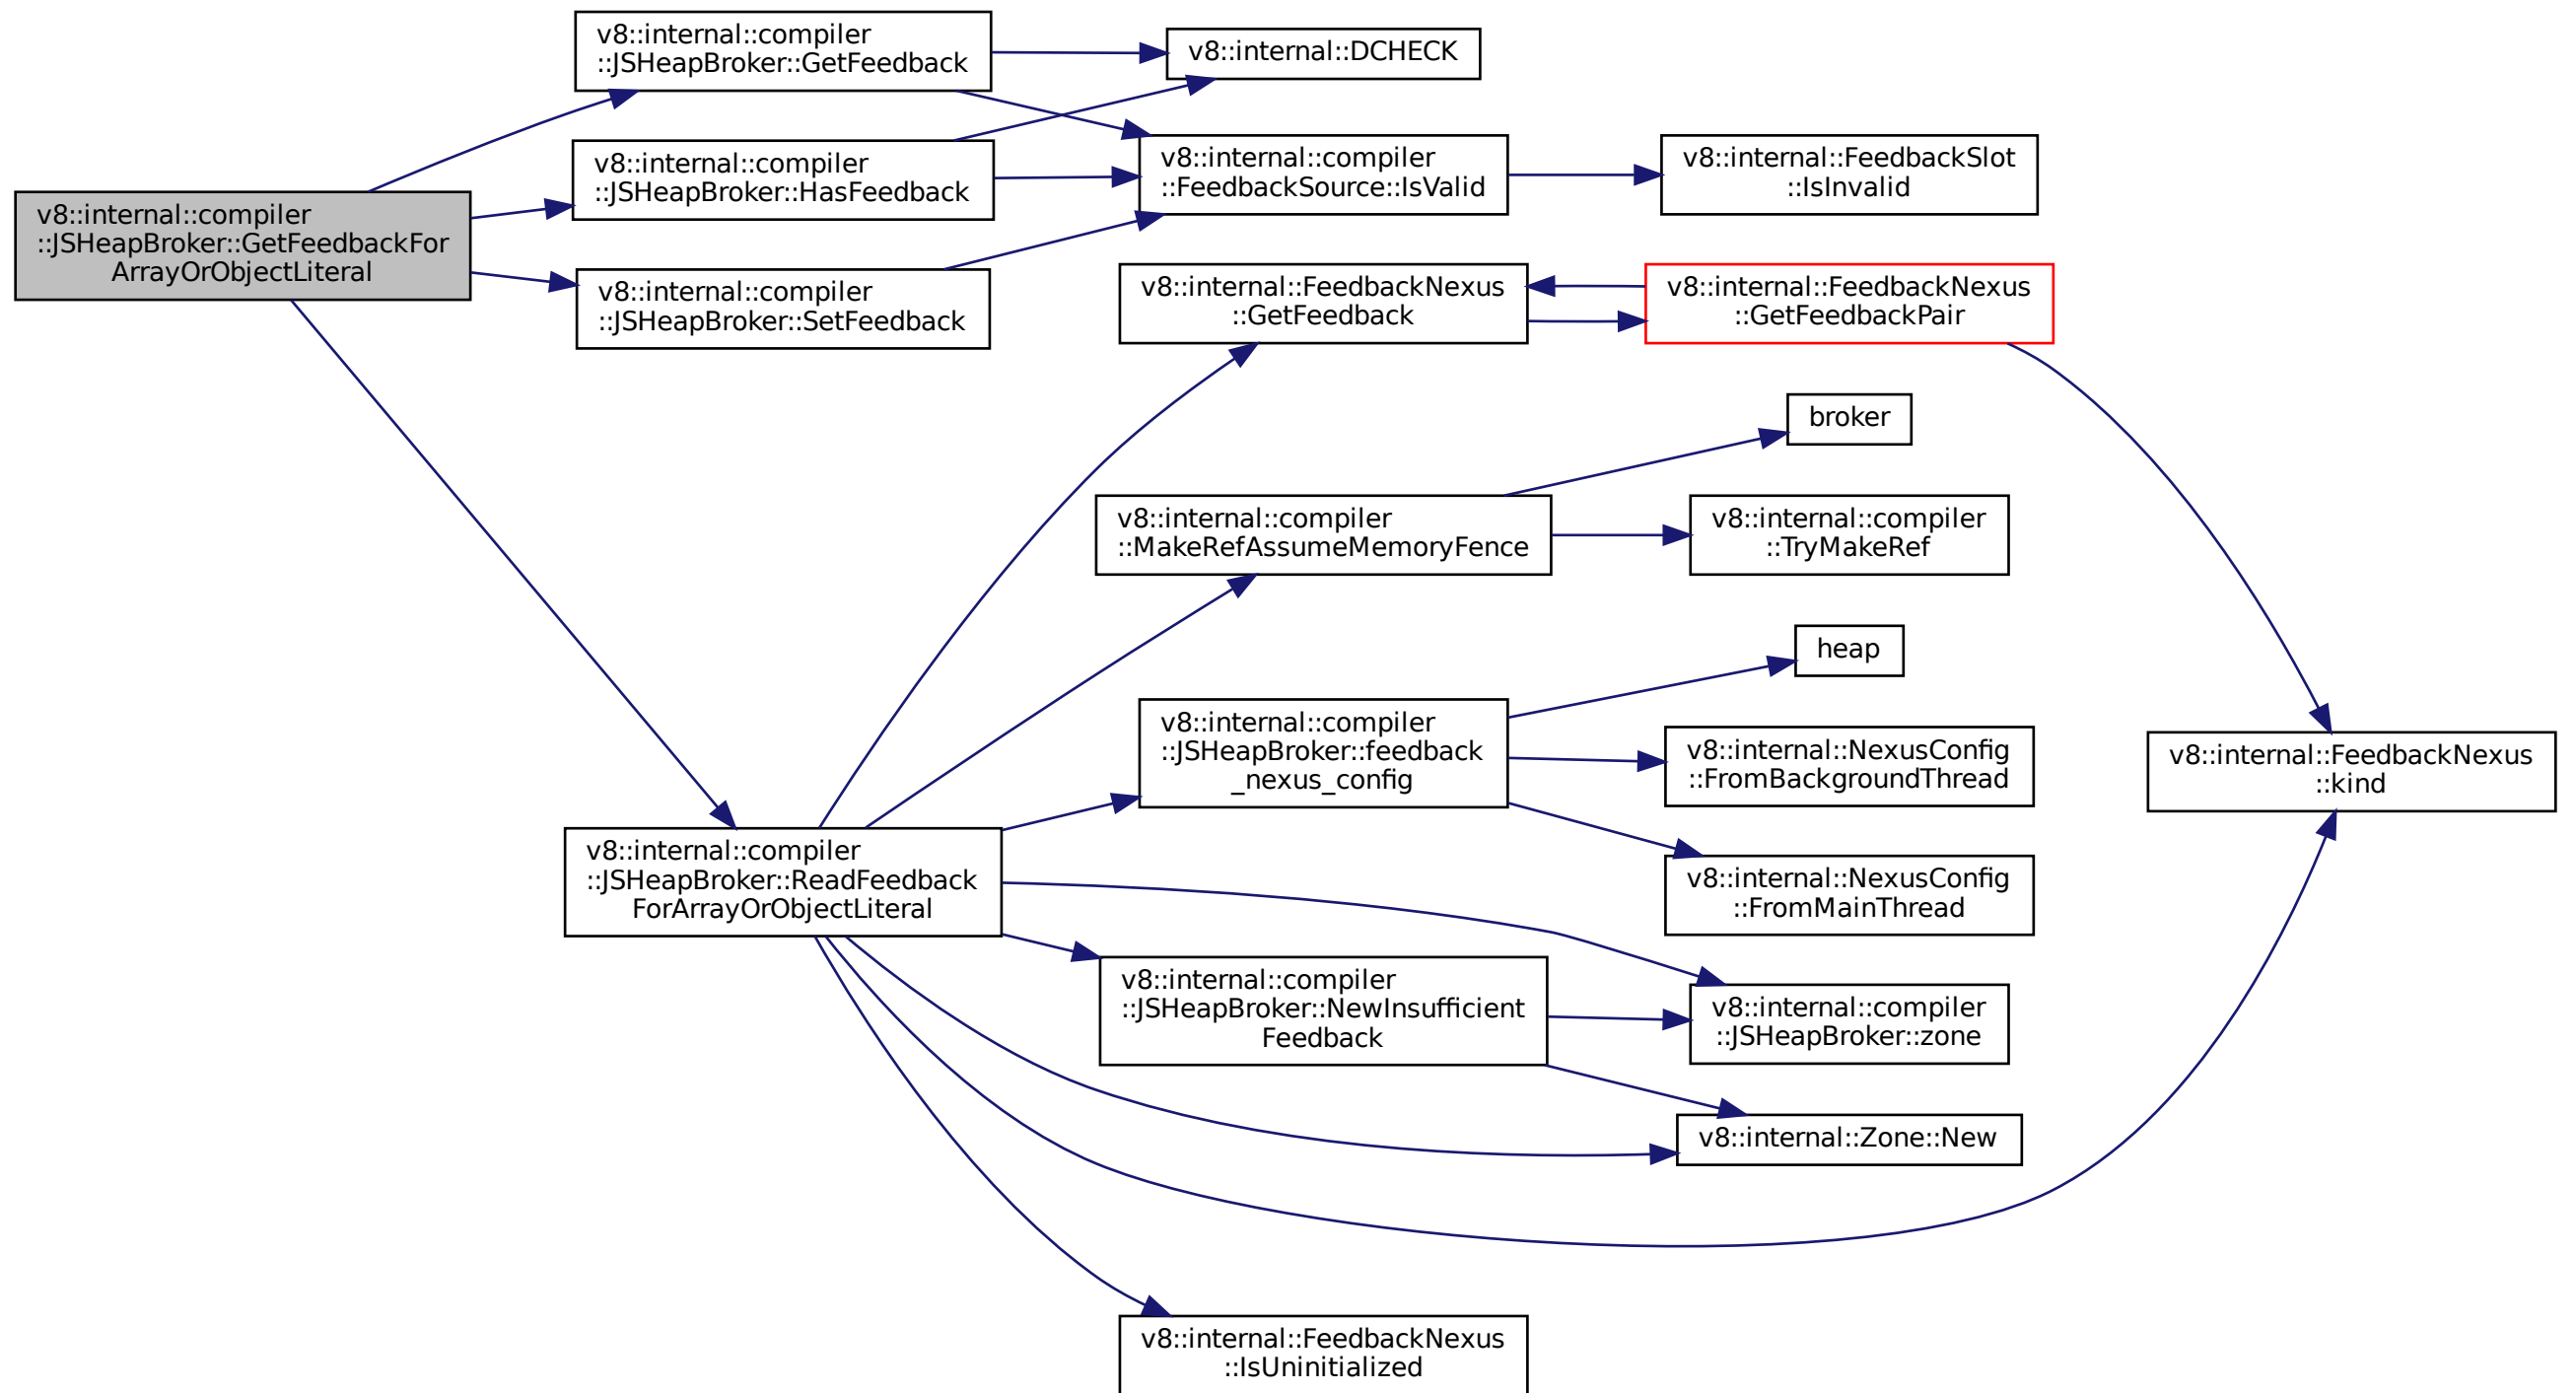 v8::internal::compiler
::JSHeapBroker::GetFeedbackFor
ArrayOrObjectLiteral
v8::internal::compiler
::JSHeapBroker::GetFeedback
v8::internal::compiler
::JSHeapBroker::HasFeedback
v8::internal::compiler
::JSHeapBroker::SetFeedback
v8::internal::compiler
::JSHeapBroker::ReadFeedback
ForArrayOrObjectLiteral
v8::internal::DCHECK
v8::internal::compiler
::FeedbackSource::IsValid
v8::internal::FeedbackNexus
::GetFeedback
v8::internal::compiler
::MakeRefAssumeMemoryFence
v8::internal::compiler
::JSHeapBroker::feedback
_nexus_config
v8::internal::compiler
::JSHeapBroker::NewInsufficient
Feedback
v8::internal::FeedbackNexus
::IsUninitialized
v8::internal::FeedbackSlot
::IsInvalid
v8::internal::FeedbackNexus
::GetFeedbackPair
broker
v8::internal::compiler
::TryMakeRef
heap
v8::internal::NexusConfig
::FromBackgroundThread
v8::internal::NexusConfig
::FromMainThread
v8::internal::compiler
::JSHeapBroker::zone
v8::internal::Zone::New
v8::internal::FeedbackNexus
::kind